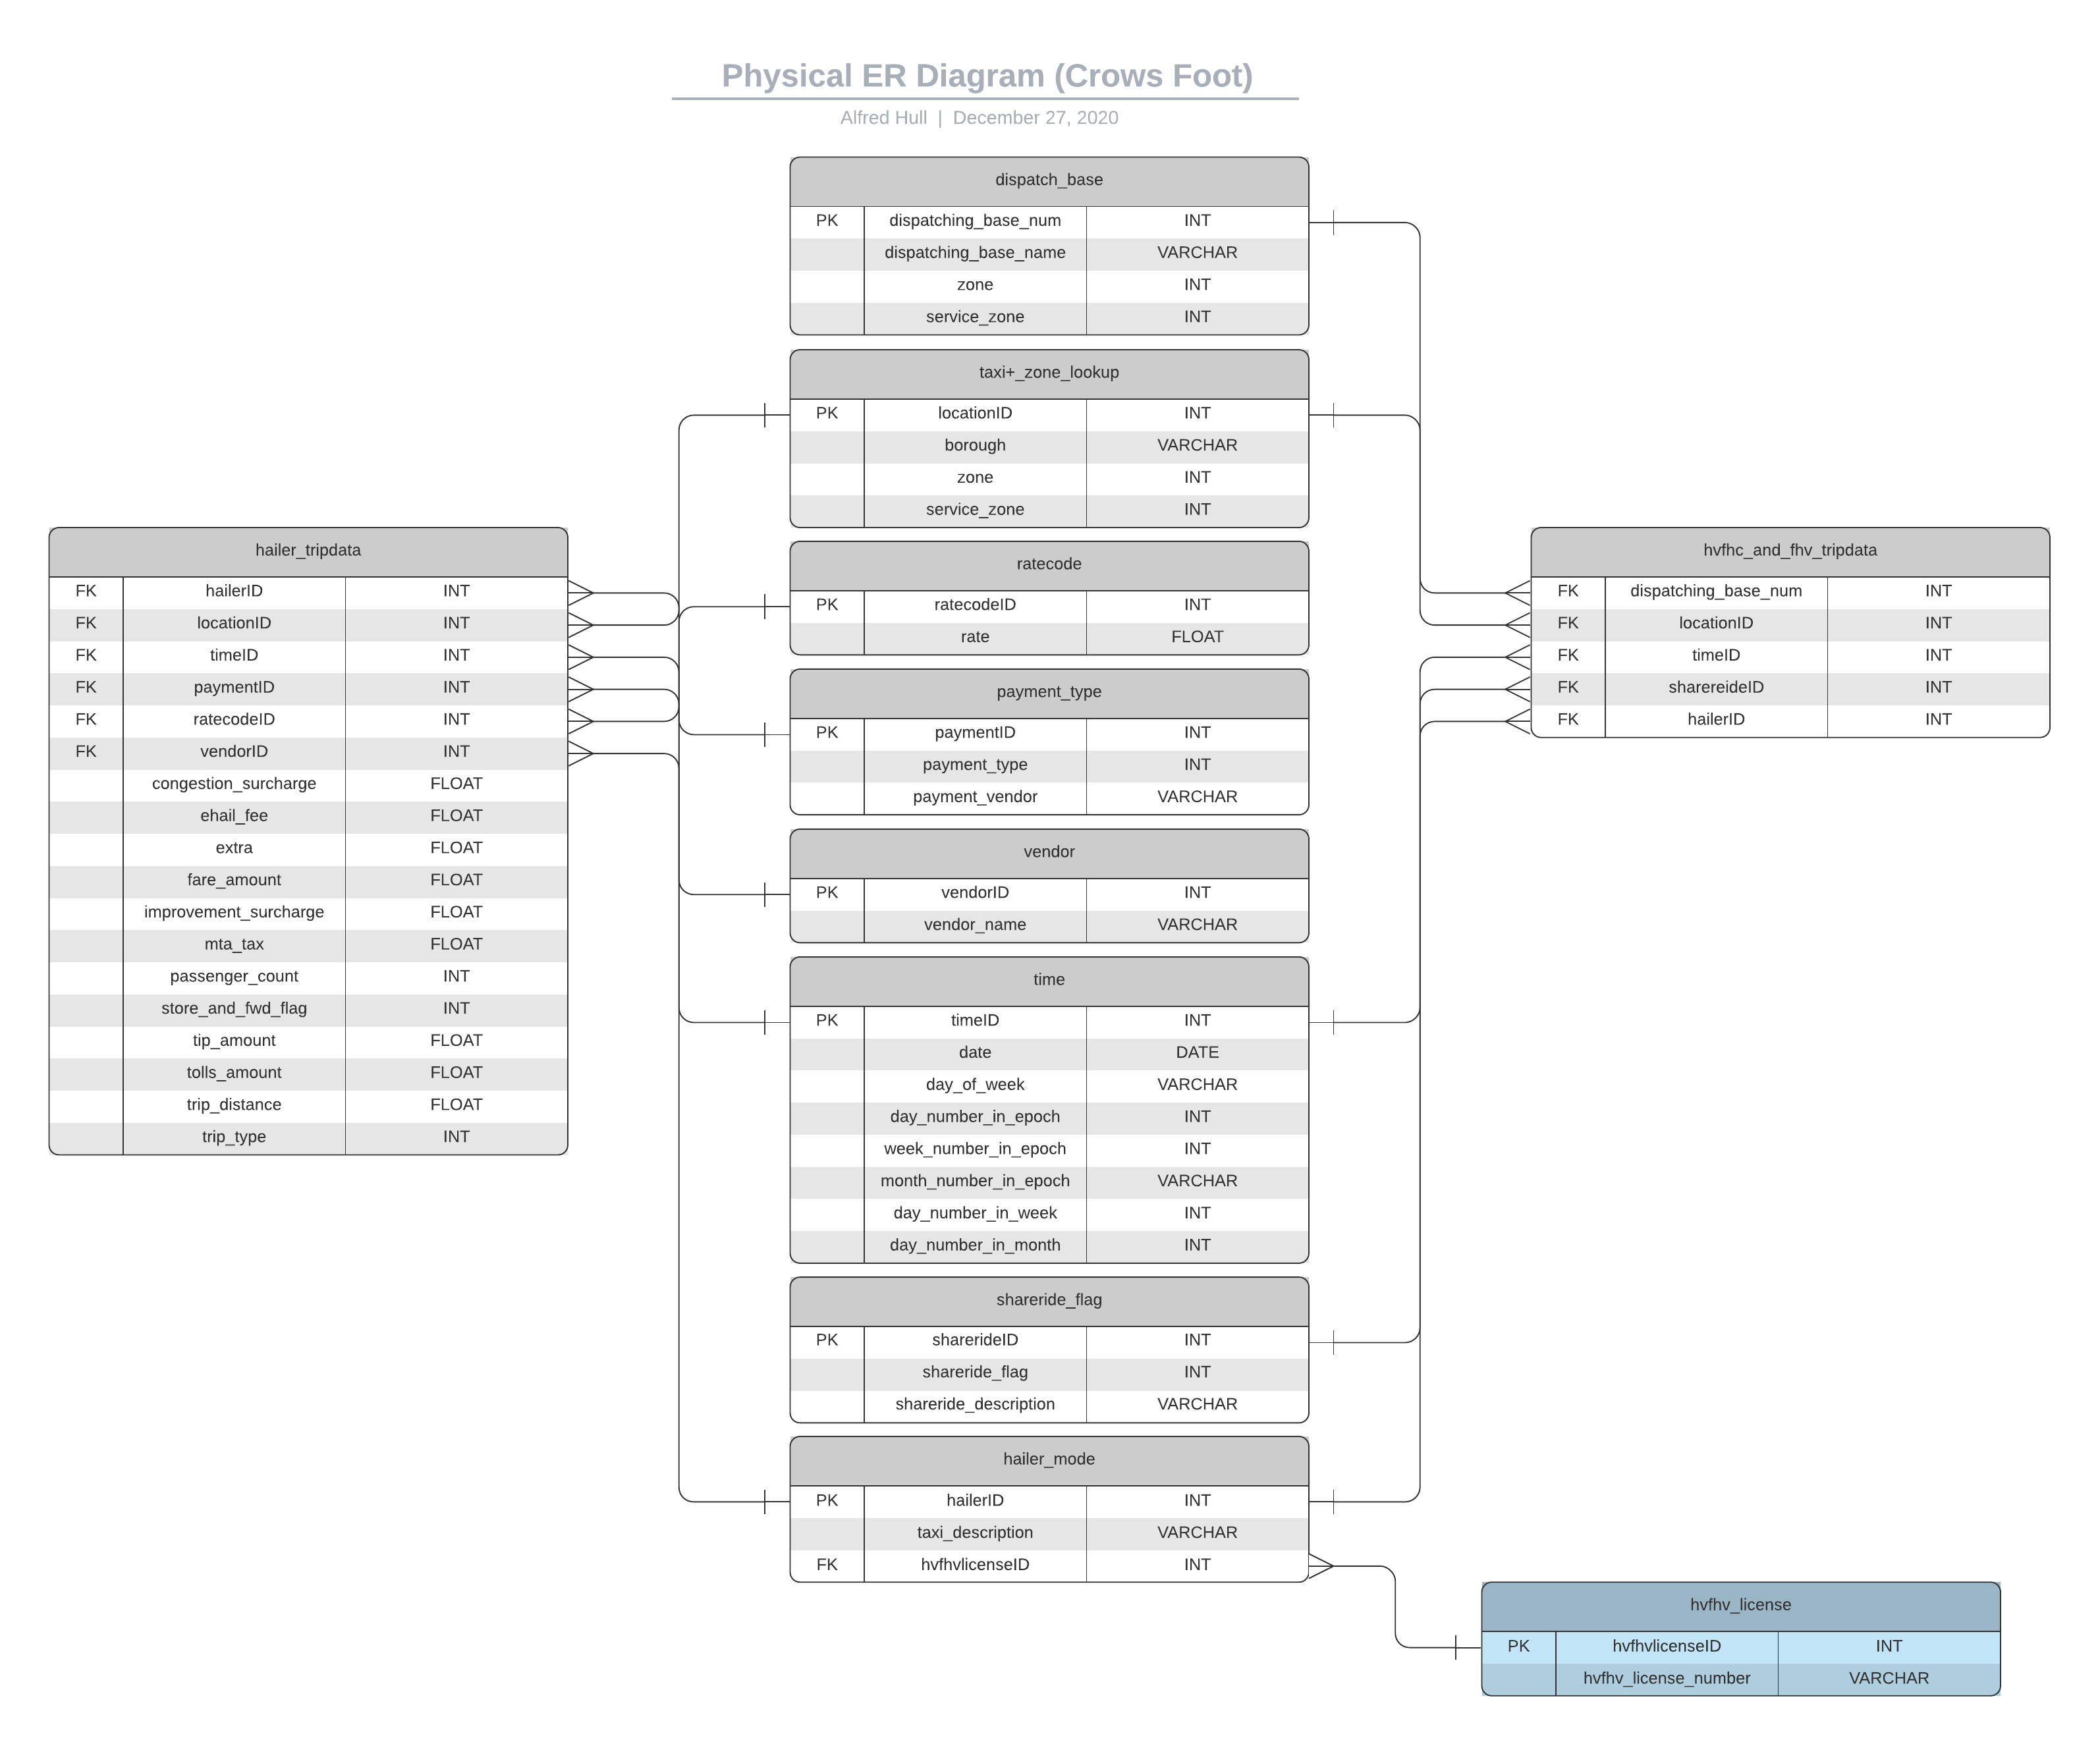 Physical ER Diagram (Crows Foot)
Alfred Hull | December 27, 2020
dispatch_base
PK dispatching_base_num INT
dispatching_base_name VARCHAR
zone INT
service_zone INT
taxi+_zone_lookup
PK locationID INT
borough VARCHAR
zone INT
service_zone INT
hailer_tripdata
FK hailerID INT
FK locationID INT
FK timeID INT
FK paymentID INT
FK ratecodeID INT
FK vendorID INT
congestion_surcharge FLOAT
ehail_fee FLOAT
extra FLOAT
fare_amount FLOAT
improvement_surcharge FLOAT
mta_tax FLOAT
passenger_count INT
store_and_fwd_flag INT
tip_amount FLOAT
tolls_amount FLOAT
trip_distance FLOAT
trip_type INT
ratecode
PK ratecodeID INT
rate FLOAT
payment_type
PK paymentID INT
payment_type INT
payment_vendor VARCHAR
vendor
PK vendorID INT
vendor_name VARCHAR
time
PK timeID INT
date DATE
day_of_week VARCHAR
day_number_in_epoch INT
week_number_in_epoch INT
month_number_in_epoch VARCHAR
day_number_in_week INT
day_number_in_month INT
shareride_flag
PK sharerideID INT
shareride_flag INT
shareride_description VARCHAR
hailer_mode
PK hailerID INT
taxi_description VARCHAR
FK hvfhvlicenseID INT
hvfhc_and_fhv_tripdata
FK dispatching_base_num INT
FK locationID INT
FK timeID INT
FK sharereideID INT
FK hailerID INT
hvfhv_license
PK hvfhvlicenseID INT
hvfhv_license_number VARCHAR